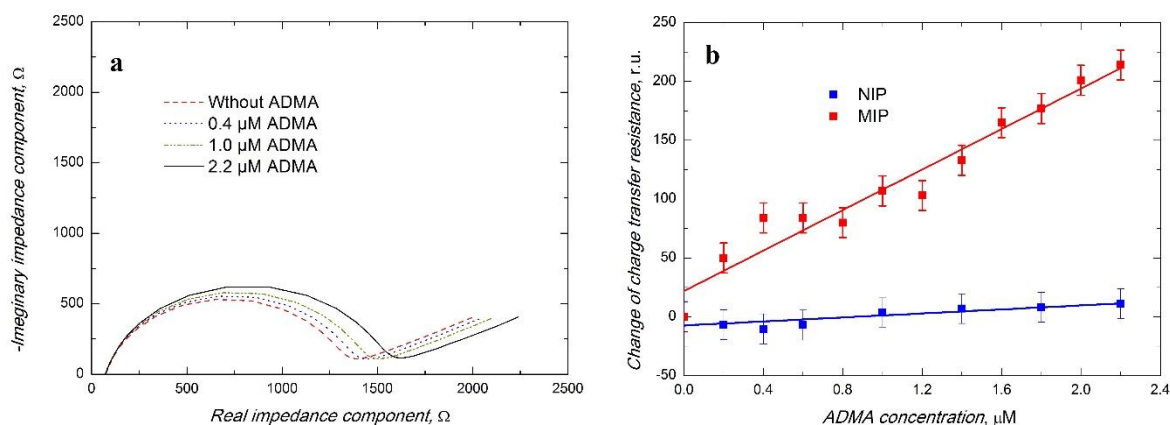 a
2500
2000
1500
1000
500
0
0
500
1000
1500
2000
2500
-Imeginary impedance component, Ω
Real impedance component, Ω
Wthout ADMA
0.4 µM ADMA
1.0 µM ADMA
2.2 µM ADMA
b
250
200
150
100
50
0
-50
0.0
0.4
0.8
1.2
1.6
2.0
2.4
Change of charge transfer resistance, r.u.
ADMA concentration, µM
NIP
MIP